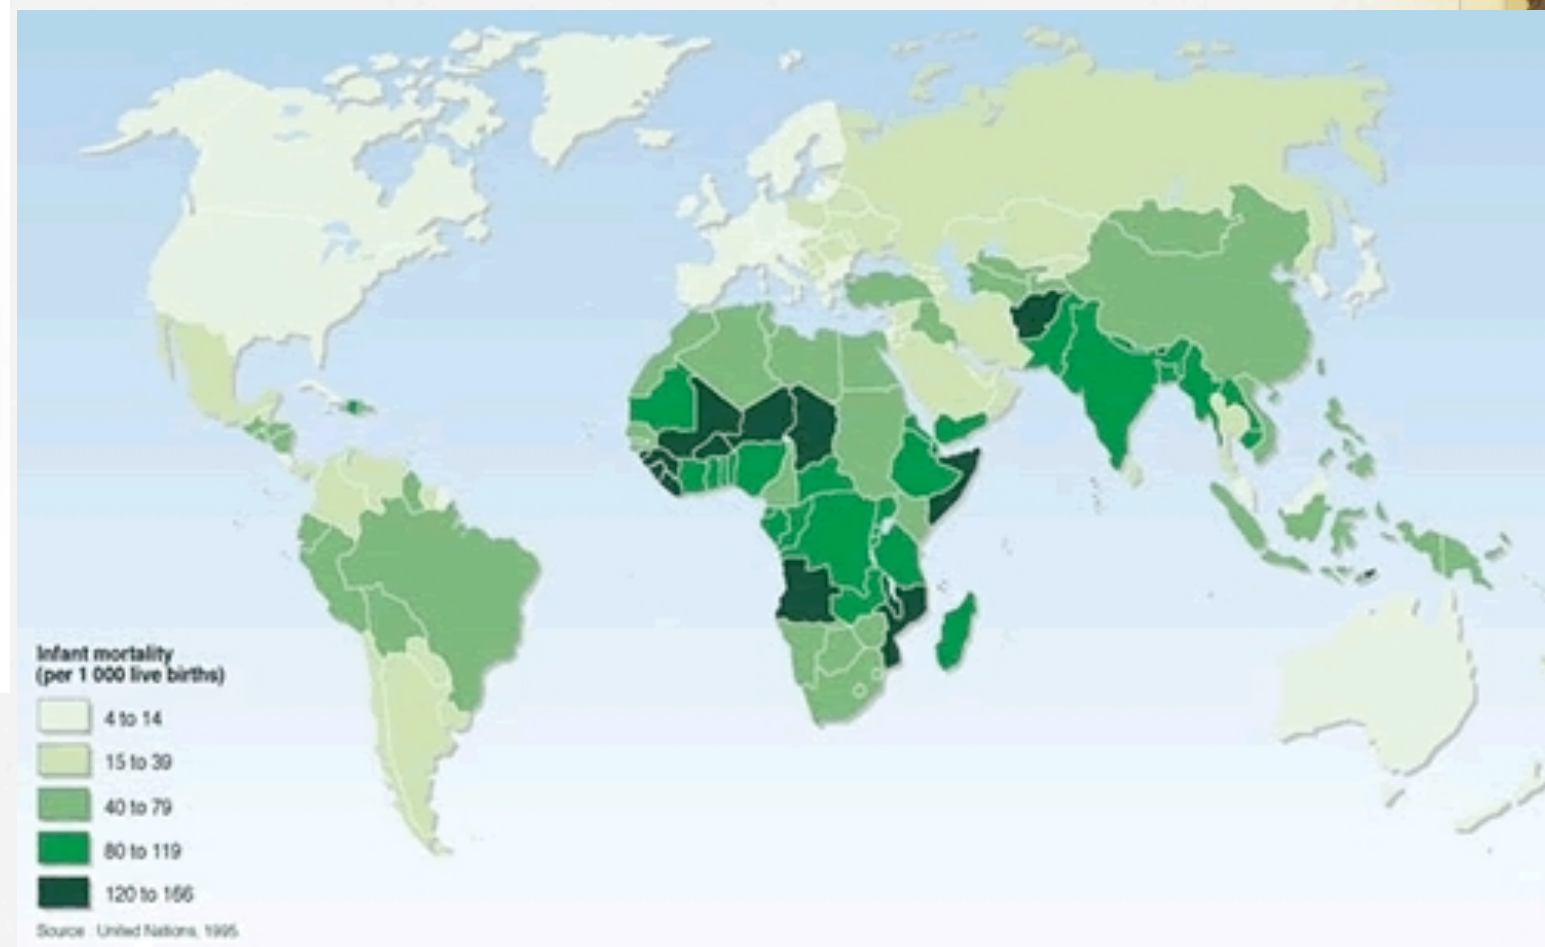 Infant mortality
(per 1 000 live births)
4 to 14
15 to 39
40 to 79
80 to 119
120 to 166
Source : United Nations, 1995.